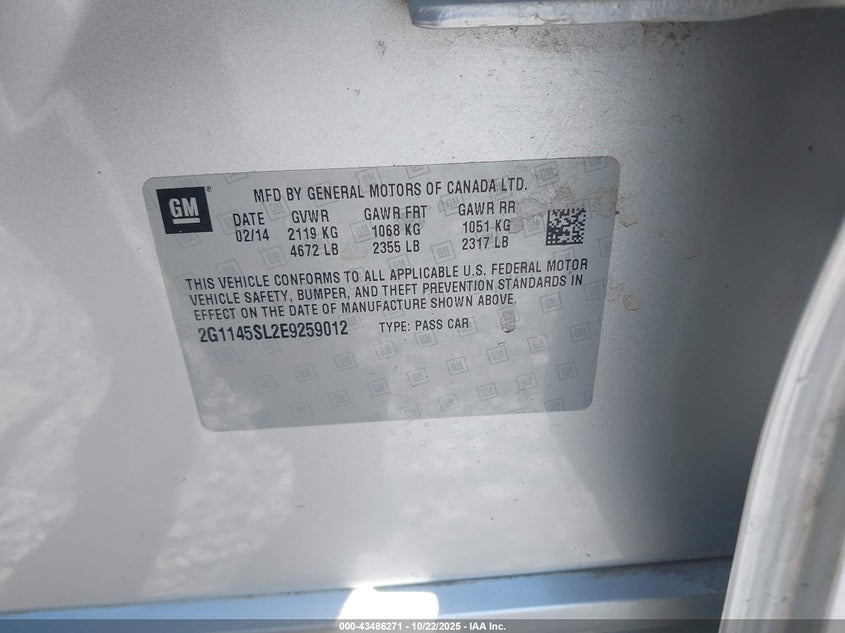 GM ®
MFD BY GENERAL MOTORS OF CANADA LTD.
DATE GVWR GAWR FRT GAWR RR
02/14 2119 KG 1068 KG 1051 KG
4672 LB 2355 LB 2317 LB
THIS VEHICLE CONFORMS TO ALL APPLICABLE U.S. FEDERAL MOTOR
VEHICLE SAFETY, BUMPER, AND THEFT PREVENTION STANDARDS IN
EFFECT ON THE DATE OF MANUFACTURE SHOWN ABOVE.
2G1145SL2E9259012 TYPE: PASS CAR
000-43486271 - 10/22/2025 - IAA Inc.